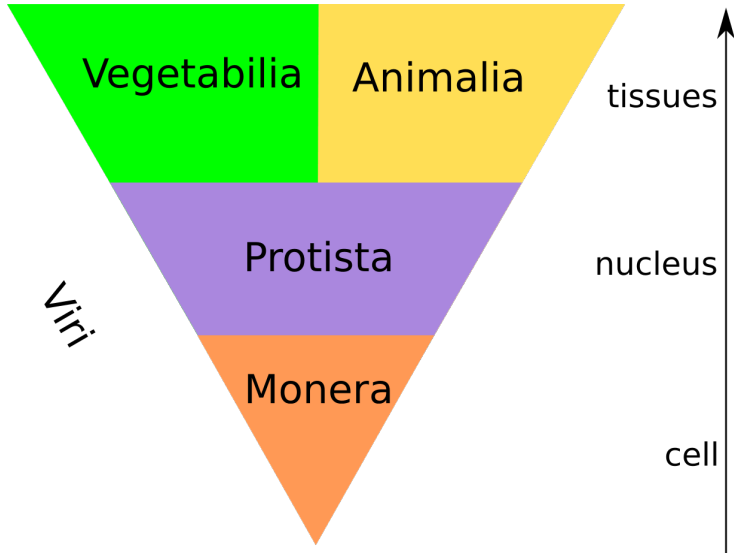 Vegetabilia
Animalia
tissues
Protista
nucleus
Viri
Monera
cell